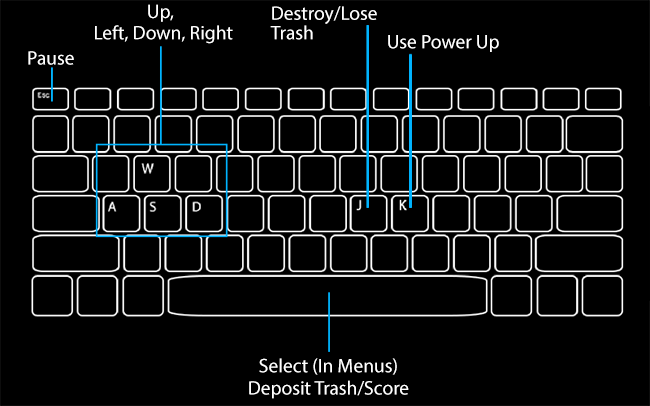 Up,
Left, Down, Right
Destroy/Lose
Trash
Use Power Up
Pause
Esc
W
A S D J K
Select (In Menus)
Deposit Trash/Score